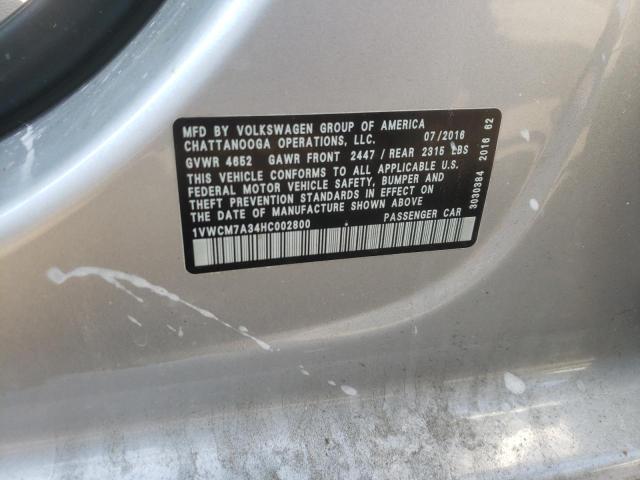 MFD BY VOLKSWAGEN GROUP OF AMERICA
CHATTANOOGA OPERATIONS, LLC. 07/2016
GVWR 4652 GAWR FRONT 2447 / REAR 2315 LBS
THIS VEHICLE CONFORMS TO ALL APPLICABLE U.S.
FEDERAL MOTOR VEHICLE SAFETY, BUMPER AND
THEFT PREVENTION STANDARDS IN EFFECT ON
THE DATE OF MANUFACTURE SHOWN ABOVE
1VWCM7A34HC002800 PASSENGER CAR
3030384 2016 62